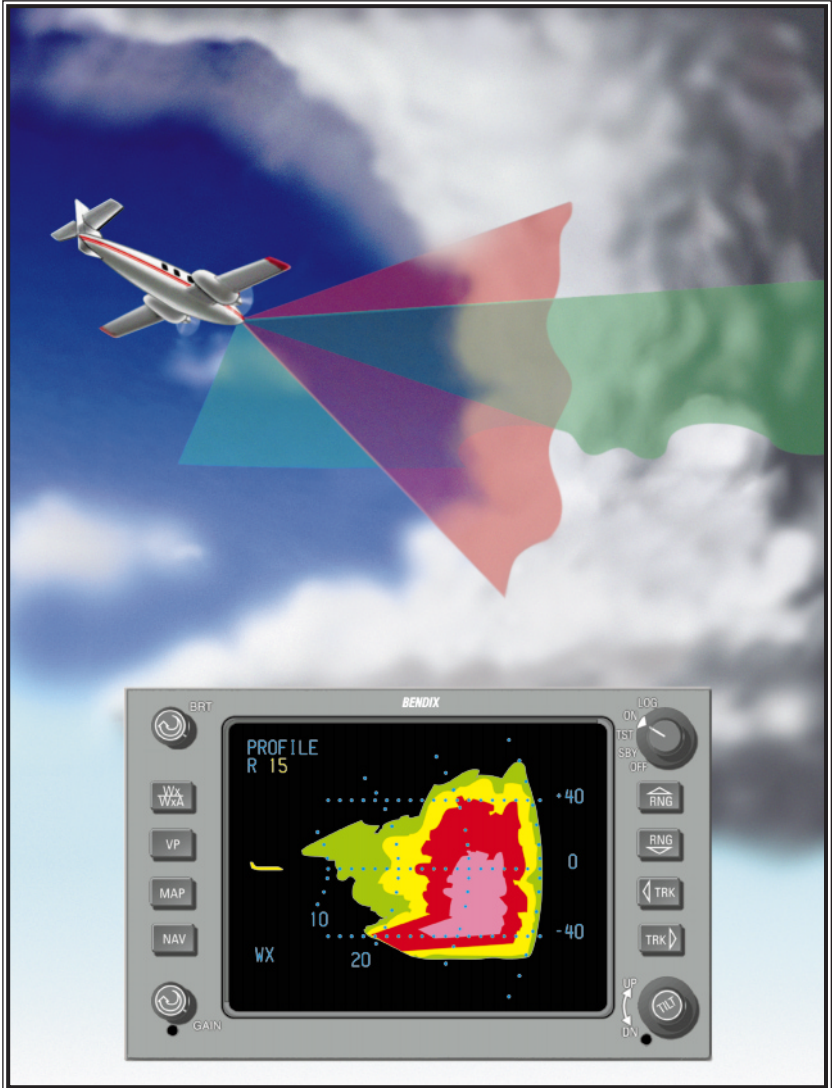 BENDIX
BRT
LOG
ON
TST
SBY
OFF
PROFILE
R 15
Wx
WxA
VP
MAP
NAV
GAIN
+40
0
-40
10
20
WX
RNG
RNG
TRK
TRK
UP
TILT
DN